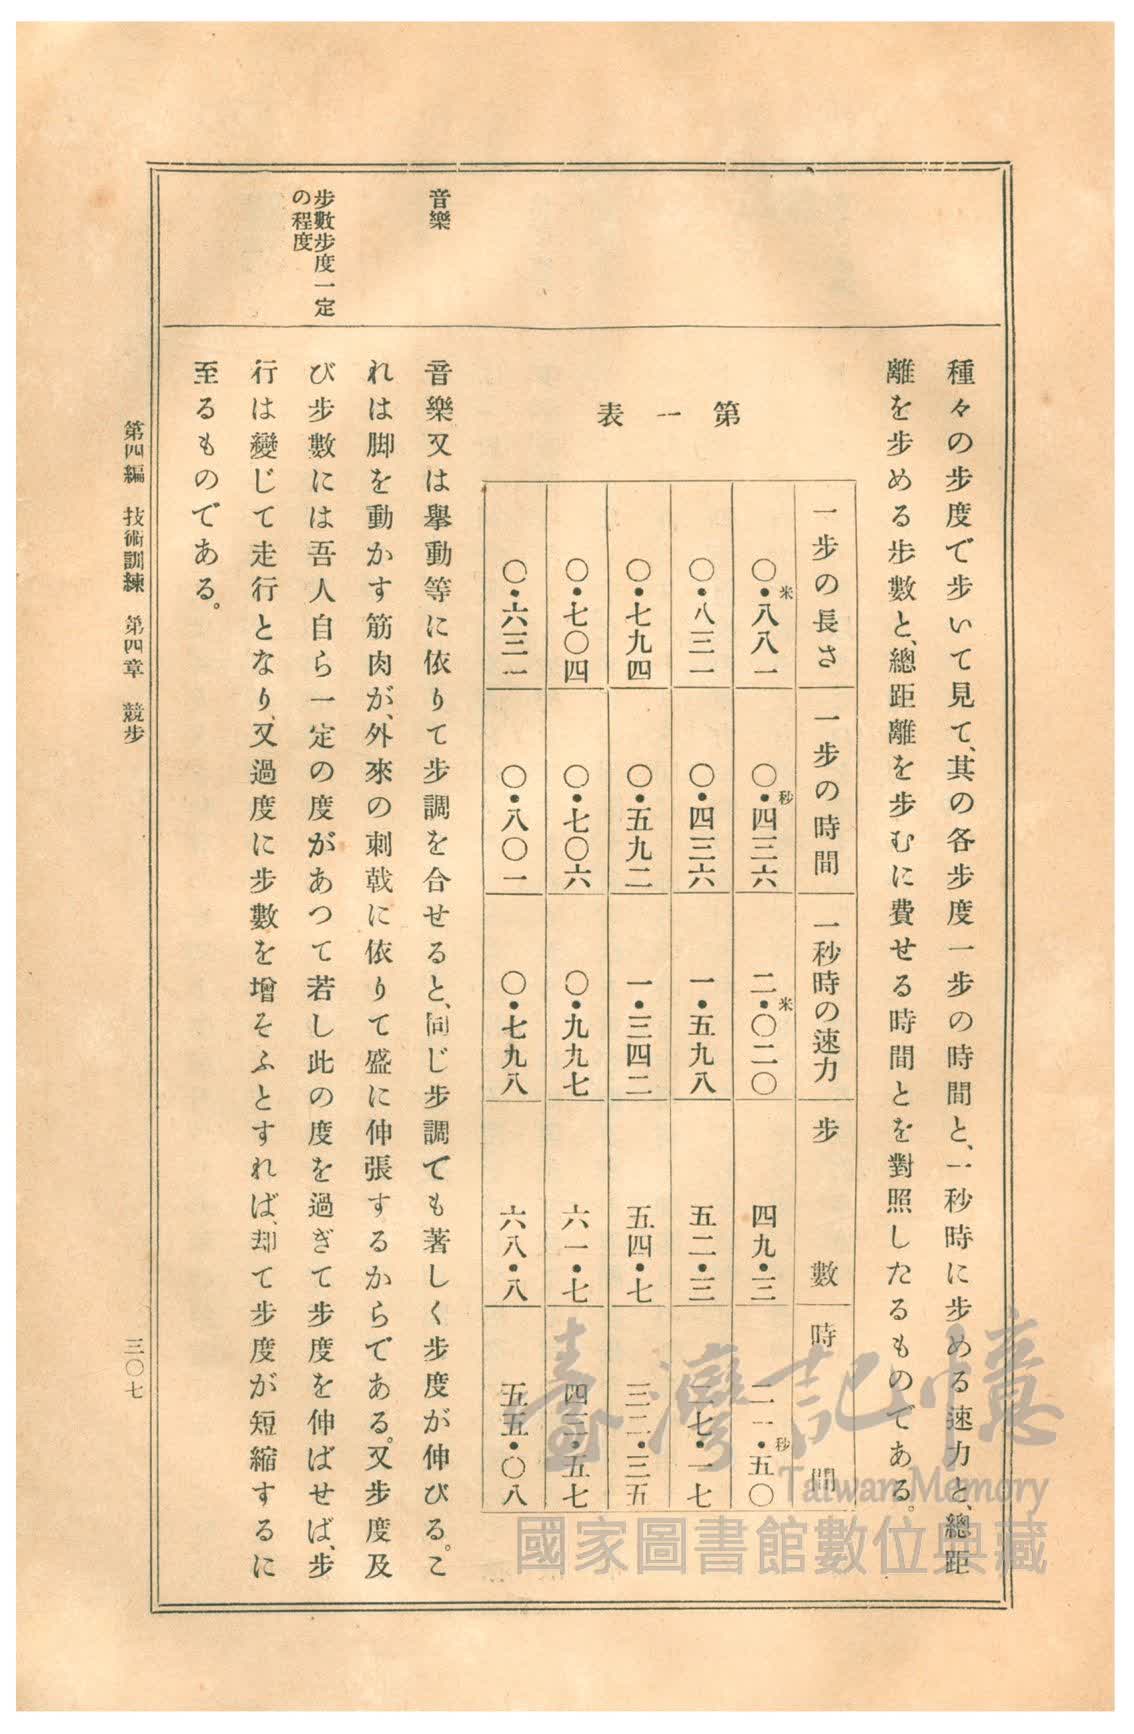 種々の步度で步いて見て、其の各步度一步の時間と、一秒時に步める速力と、總距
離を步める步數と、總距離を步むに費せる時間とを對照したるものである。
第一表
一步の長さ 一步の時間 一秒時の速力 步數 時間
〇・八八一米 〇・四三六秒 二・〇二〇米 四九・三 二一・五〇秒
〇・八三一 〇・四三六 一・五九八 五二・三 二七・一七
〇・七九四 〇・五九二 一・三四二 五四・七 三二・三五
〇・七〇四 〇・七〇六 〇・九九七 六一・七 四三・五七
〇・六三一 〇・八〇一 〇・七九八 六八・八 五五・〇八
音樂
音樂又は擧動等に依りて步調を合せると、同じ步調でも著しく步度が伸びる。こ
れは脚を動かす筋肉が、外來の刺戟に依りて盛に伸張するからである。又步度及
步數步度一定
の程度
び步數には吾人自ら一定の度があつて若し此の度を過ぎて步度を伸ばせば、步
行は變じて走行となり、又過度に步數を增そふとすれば、却て步度が短縮するに
至るものである。
第四編 技術訓練 第四章 競步
三〇七
臺灣記憶
Taiwan Memory
國家圖書館數位典藏